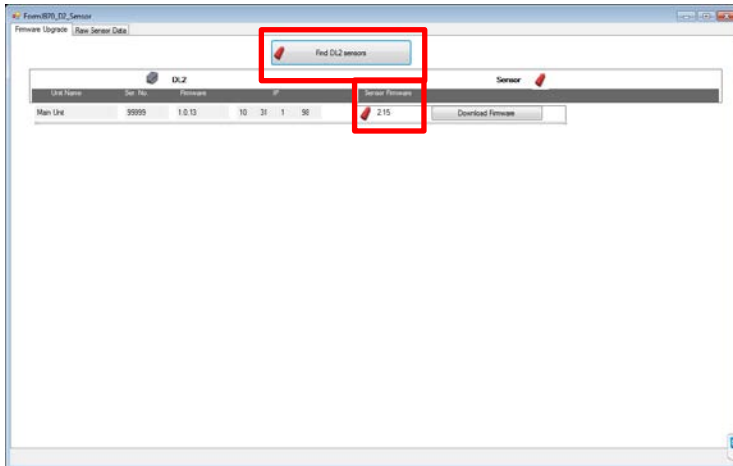 FormJB70_D2_Sensor
Firmware Upgrade Raw Sensor Data
Find DL2 sensors
DL2 Sensor
Unit Name Ser. No. Firmware IP Sensor Firmware
Main Unit 99999 1.0.13 10 31 1 98 2.15 Download Firmware